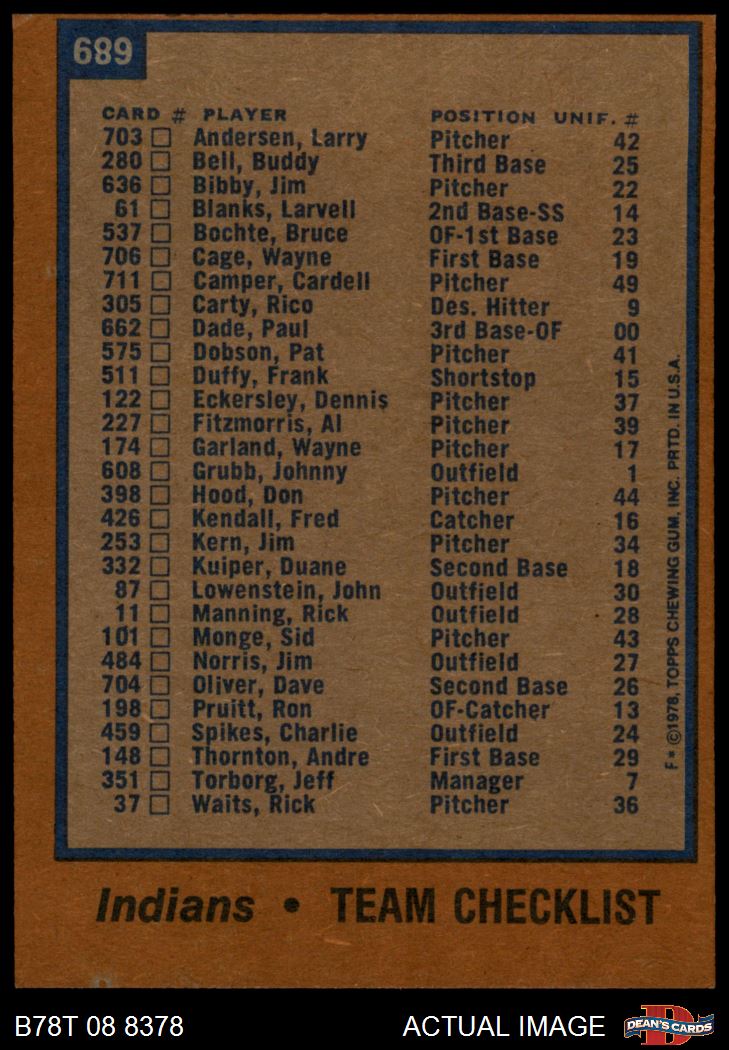 689
CARD # PLAYER POSITION UNIF. #
703 Andersen, Larry Pitcher 42
280 Bell, Buddy Third Base 25
636 Bibby, Jim Pitcher 22
61 Blanks, Larvell 2nd Base-SS 14
537 Bochte, Bruce OF-1st Base 23
706 Cage, Wayne First Base 19
711 Camper, Cardell Pitcher 49
305 Carty, Rico Des. Hitter 9
662 Dade, Paul 3rd Base-OF 00
575 Dobson, Pat Pitcher 41
511 Duffy, Frank Shortstop 15
122 Eckersley, Dennis Pitcher 37
227 Fitzmorris, Al Pitcher 39
174 Garland, Wayne Pitcher 17
608 Grubb, Johnny Outfield 1
398 Hood, Don Pitcher 44
426 Kendall, Fred Catcher 16
253 Kern, Jim Pitcher 34
332 Kuiper, Duane Second Base 18
87 Lowenstein, John Outfield 30
11 Manning, Rick Outfield 28
101 Monge, Sid Pitcher 43
484 Norris, Jim Outfield 27
704 Oliver, Dave Second Base 26
198 Pruitt, Ron OF-Catcher 13
459 Spikes, Charlie Outfield 24
148 Thornton, Andre First Base 29
351 Torborg, Jeff Manager 7
37 Waits, Rick Pitcher 36
F* ©1978, TOPPS CHEWING GUM, INC. PRTD. IN U.S.A.
Indians • TEAM CHECKLIST
B78T 08 8378 ACTUAL IMAGE
DEAN'S CARDS